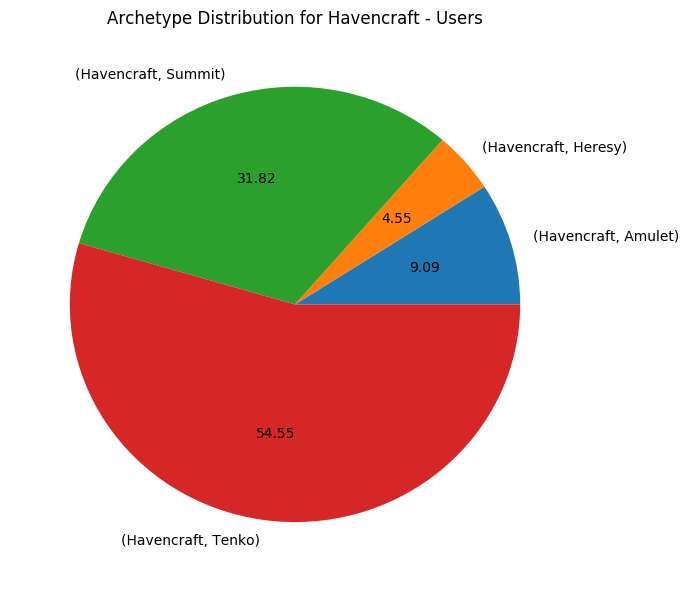 Archetype Distribution for Havencraft - Users
(Havencraft, Summit)
(Havencraft, Heresy)
31.82
4.55
(Havencraft, Amulet)
9.09
54.55
(Havencraft, Tenko)